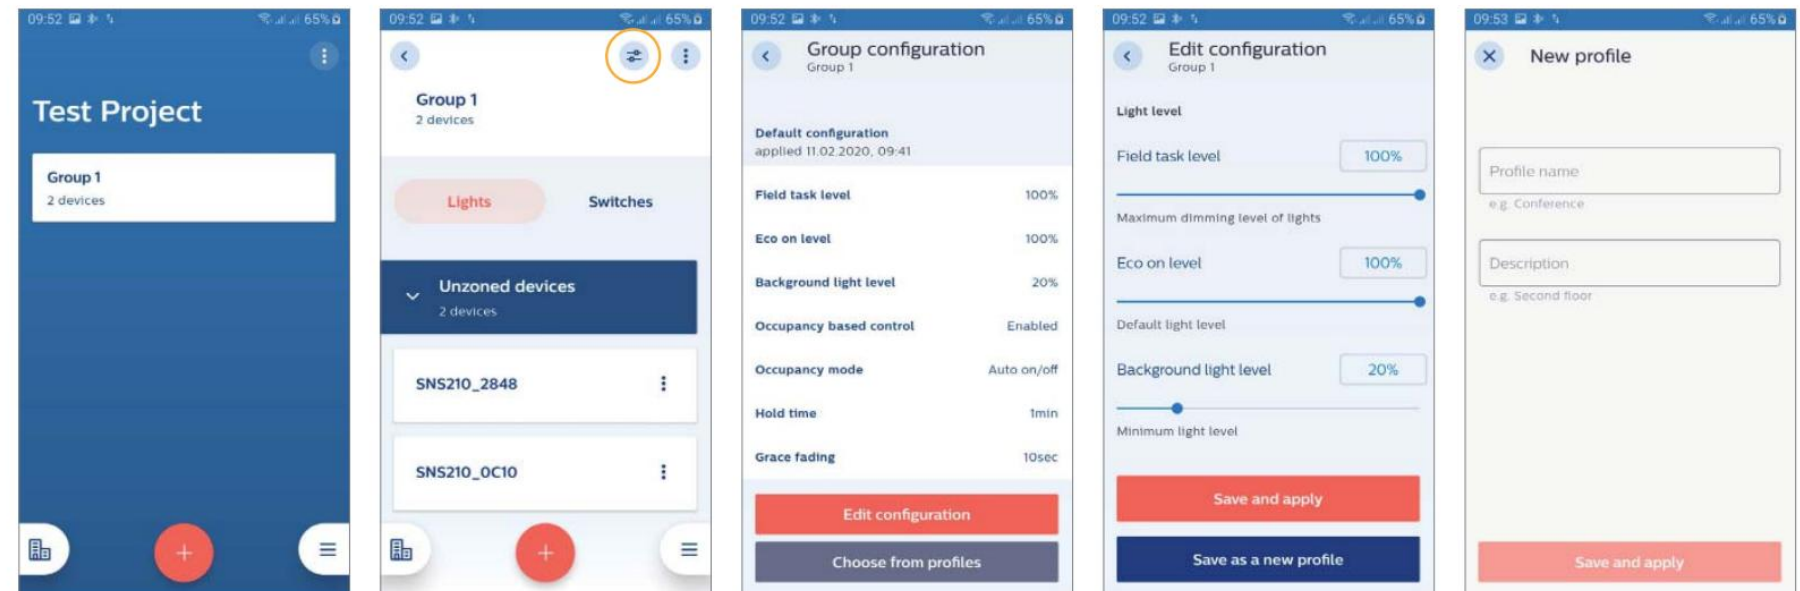 09:52
65%
Test Project
Group 1
2 devices
09:52
65%
Group 1
2 devices
Lights
Switches
Unzoned devices
2 devices
SNS210_2848
SNS210_0C10
09:52
65%
Group configuration
Group 1
Default configuration
applied 11.02.2020, 09:41
Field task level 100%
Eco on level 100%
Background light level 20%
Occupancy based control Enabled
Occupancy mode Auto on/off
Hold time 1min
Grace fading 10sec
Edit configuration
Choose from profiles
09:52
65%
Edit configuration
Group 1
Light level
Field task level 100%
Maximum dimming level of lights
Eco on level 100%
Default light level
Background light level 20%
Minimum light level
Save and apply
Save as a new profile
09:53
65%
New profile
Profile name
e.g. Conference
Description
e.g. Second floor
Save and apply